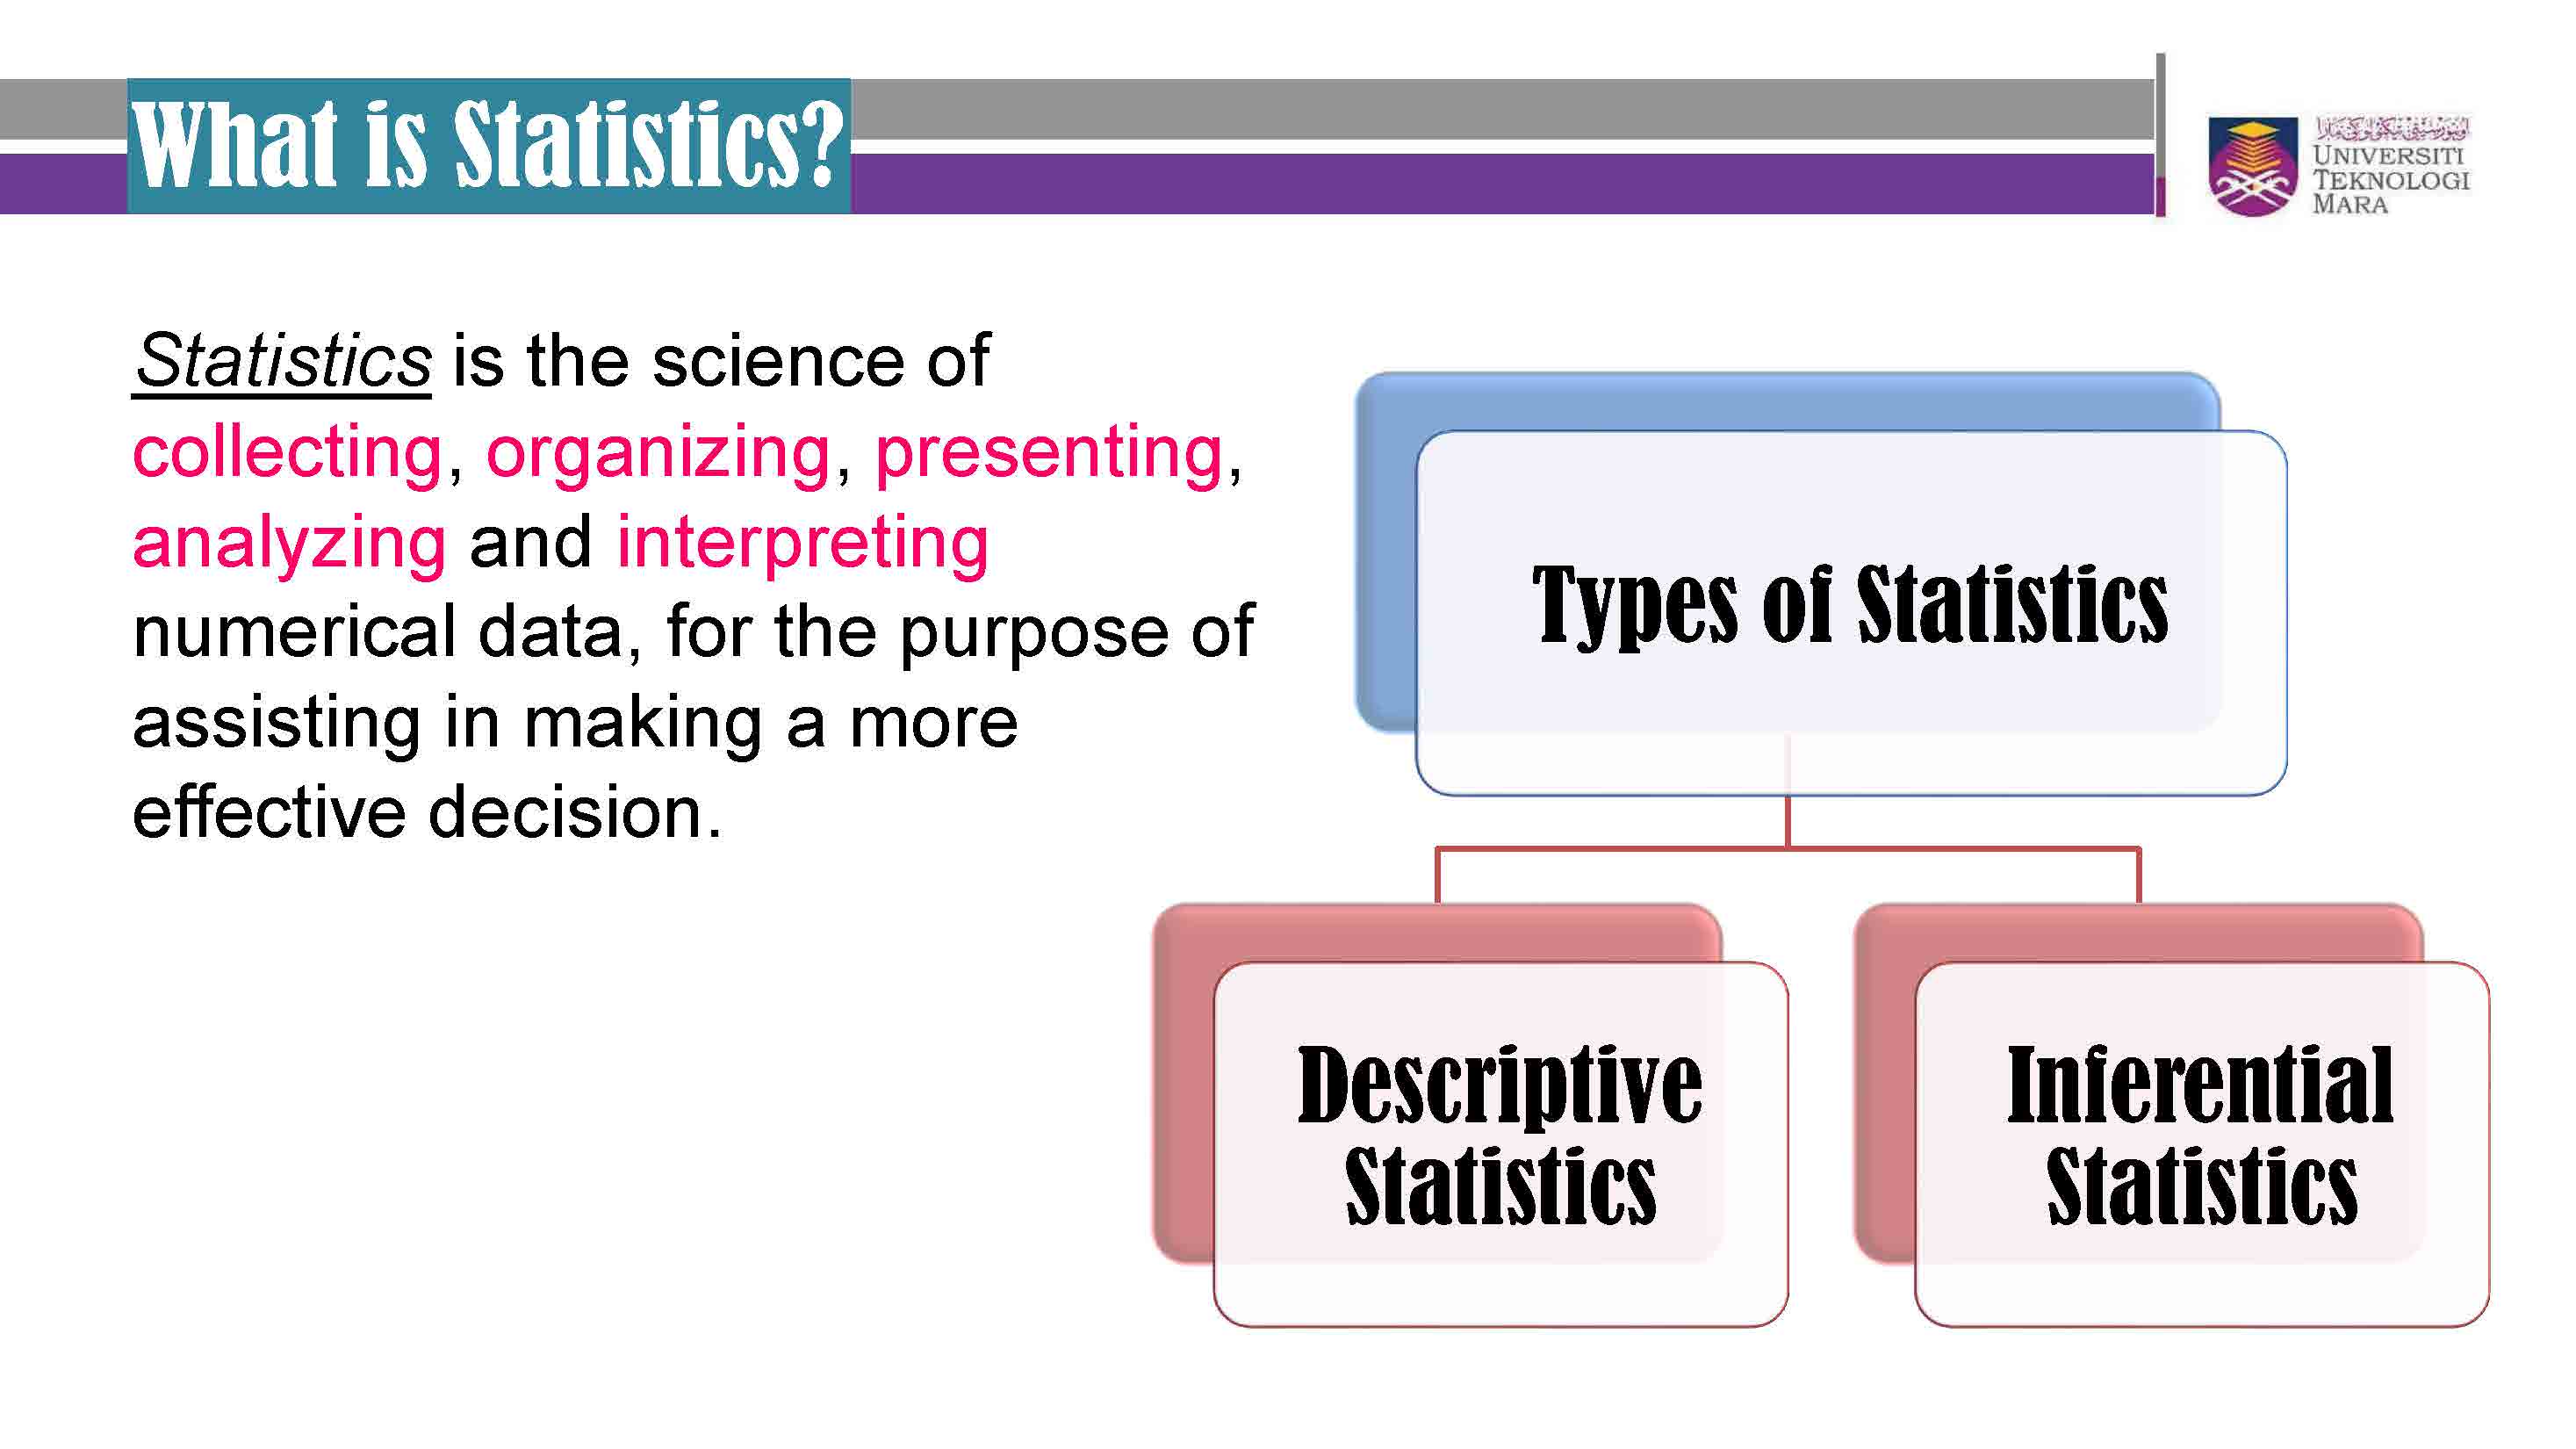 What is Statistics?
UNIVERSITI
TEKNOLOGI
MARA
Statistics is the science of
collecting, organizing, presenting,
analyzing and interpreting
numerical data, for the purpose of
assisting in making a more
effective decision.
Types of Statistics
Descriptive
Statistics
Inferential
Statistics